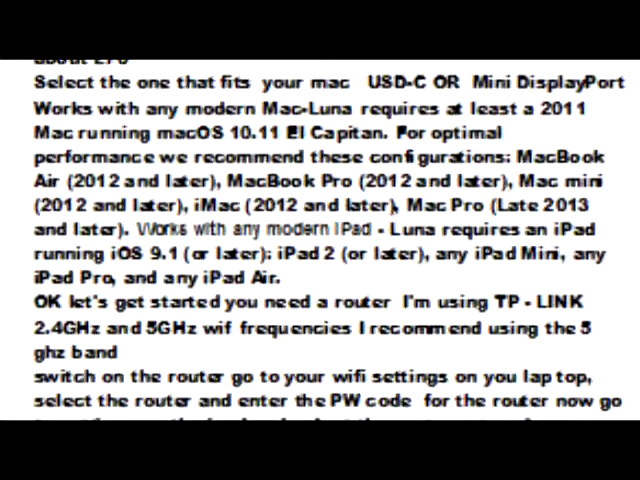 Select the one that fits your mac USD-C OR Mini DisplayPort
Works with any modern Mac-Luna requires at least a 2011
Mac running macOS 10.11 El Capitan. For optimal
performance we recommend these configurations: MacBook
Air (2012 and later), MacBook Pro (2012 and later), Mac mini
(2012 and later), iMac (2012 and later), Mac Pro (Late 2013
and later). Works with any modern iPad - Luna requires an iPad
running iOS 9.1 (or later): iPad 2 (or later), any iPad Mini, any
iPad Pro, and any iPad Air.
OK let's get started you need a router I'm using TP - LINK
2.4GHz and 5GHz wif frequencies I recommend using the 5
ghz band
switch on the router go to your wifi settings on you lap top,
select the router and enter the PW code for the router now go